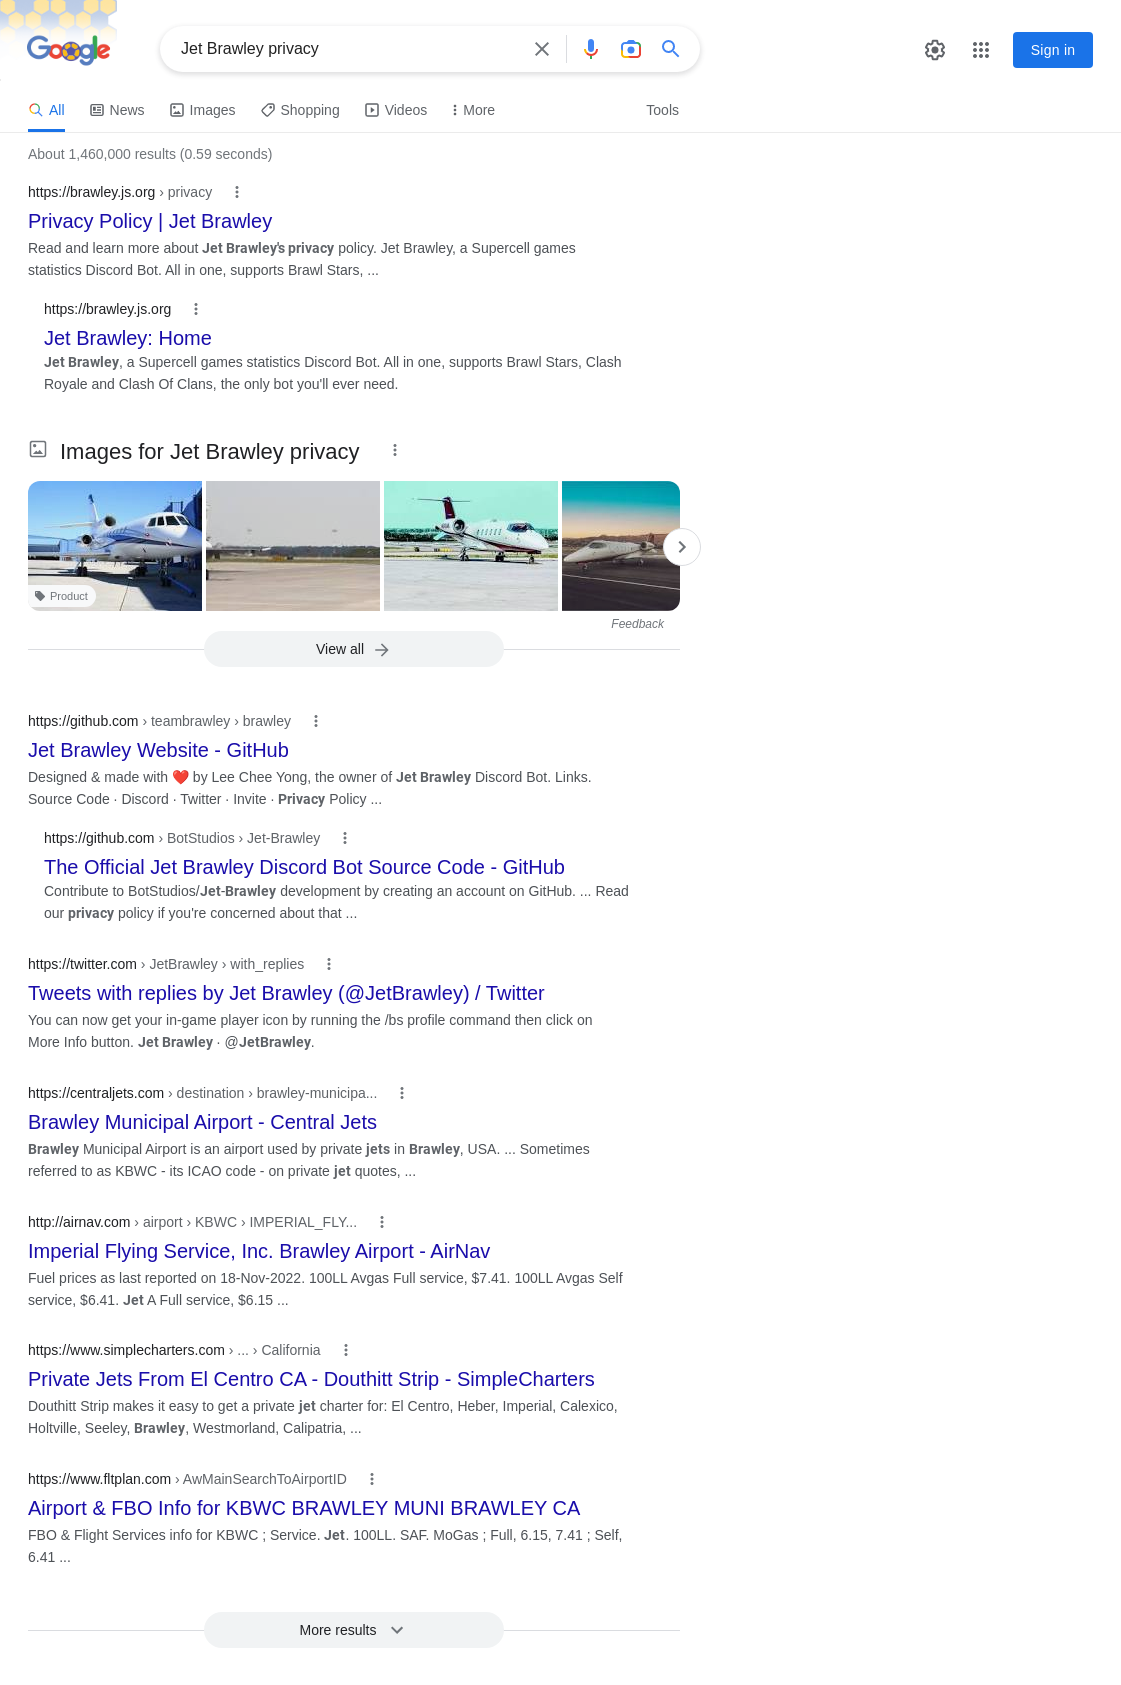 Google
Jet Brawley privacy
Sign in
All News Images Shopping Videos More Tools
About 1,460,000 results (0.59 seconds)
https://brawley.js.org › privacy
Privacy Policy | Jet Brawley
Read and learn more about Jet Brawley's privacy policy. Jet Brawley, a Supercell games
statistics Discord Bot. All in one, supports Brawl Stars, ...
https://brawley.js.org
Jet Brawley: Home
Jet Brawley, a Supercell games statistics Discord Bot. All in one, supports Brawl Stars, Clash
Royale and Clash Of Clans, the only bot you'll ever need.
Images for Jet Brawley privacy
Product
Feedback
View all
https://github.com › teambrawley › brawley
Jet Brawley Website - GitHub
Designed & made with ❤️ by Lee Chee Yong, the owner of Jet Brawley Discord Bot. Links.
Source Code · Discord · Twitter · Invite · Privacy Policy ...
https://github.com › BotStudios › Jet-Brawley
The Official Jet Brawley Discord Bot Source Code - GitHub
Contribute to BotStudios/Jet-Brawley development by creating an account on GitHub. ... Read
our privacy policy if you're concerned about that ...
https://twitter.com › JetBrawley › with_replies
Tweets with replies by Jet Brawley (@JetBrawley) / Twitter
You can now get your in-game player icon by running the /bs profile command then click on
More Info button. Jet Brawley · @JetBrawley.
https://centraljets.com › destination › brawley-municipa...
Brawley Municipal Airport - Central Jets
Brawley Municipal Airport is an airport used by private jets in Brawley, USA. ... Sometimes
referred to as KBWC - its ICAO code - on private jet quotes, ...
http://airnav.com › airport › KBWC › IMPERIAL_FLY...
Imperial Flying Service, Inc. Brawley Airport - AirNav
Fuel prices as last reported on 18-Nov-2022. 100LL Avgas Full service, $7.41. 100LL Avgas Self
service, $6.41. Jet A Full service, $6.15 ...
https://www.simplecharters.com › ... › California
Private Jets From El Centro CA - Douthitt Strip - SimpleCharters
Douthitt Strip makes it easy to get a private jet charter for: El Centro, Heber, Imperial, Calexico,
Holtville, Seeley, Brawley, Westmorland, Calipatria, ...
https://www.fltplan.com › AwMainSearchToAirportID
Airport & FBO Info for KBWC BRAWLEY MUNI BRAWLEY CA
FBO & Flight Services info for KBWC ; Service. Jet. 100LL. SAF. MoGas ; Full, 6.15, 7.41 ; Self,
6.41 ...
More results